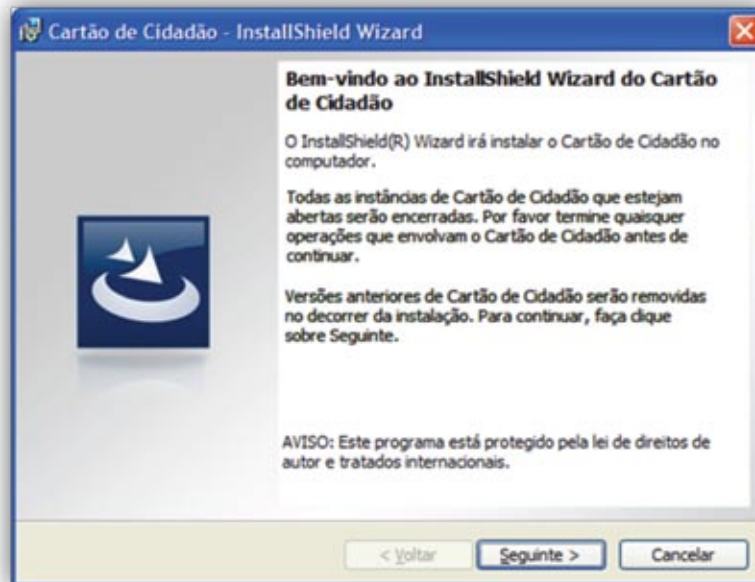 Cartão de Cidadão - InstallShield Wizard
Bem-vindo ao InstallShield Wizard do Cartão
de Cidadão
O InstallShield(R) Wizard irá instalar o Cartão de Cidadão no
computador.
Todas as instâncias de Cartão de Cidadão que estejam
abertas serão encerradas. Por favor termine quaisquer
operações que envolvam o Cartão de Cidadão antes de
continuar.
Versões anteriores de Cartão de Cidadão serão removidas
no decorrer da instalação. Para continuar, faça clique
sobre Seguinte.
AVISO: Este programa está protegido pela lei de direitos de
autor e tratados internacionais.
< Voltar Seguinte > Cancelar